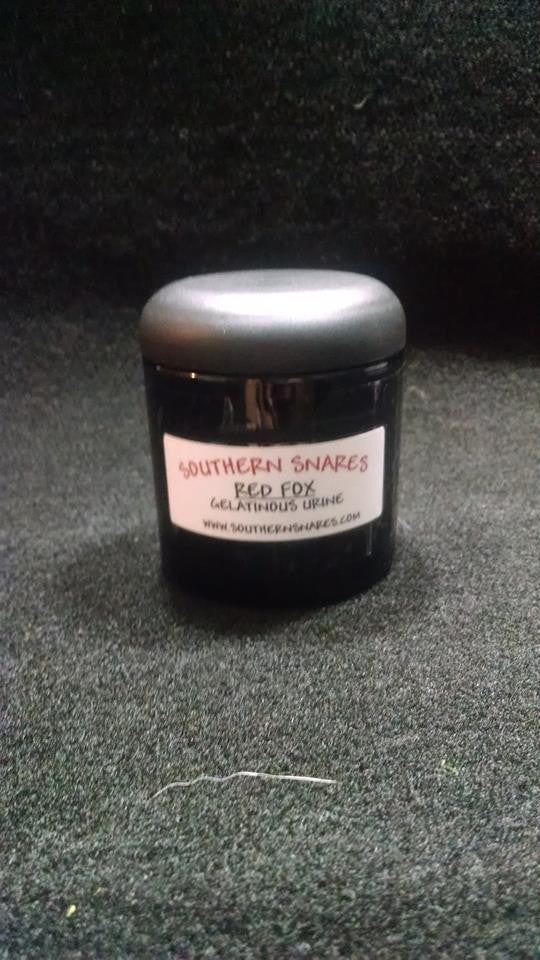 SOUTHERN SNARES
RED FOX
GELATINOUS URINE
WWW.SOUTHERNSNARES.COM